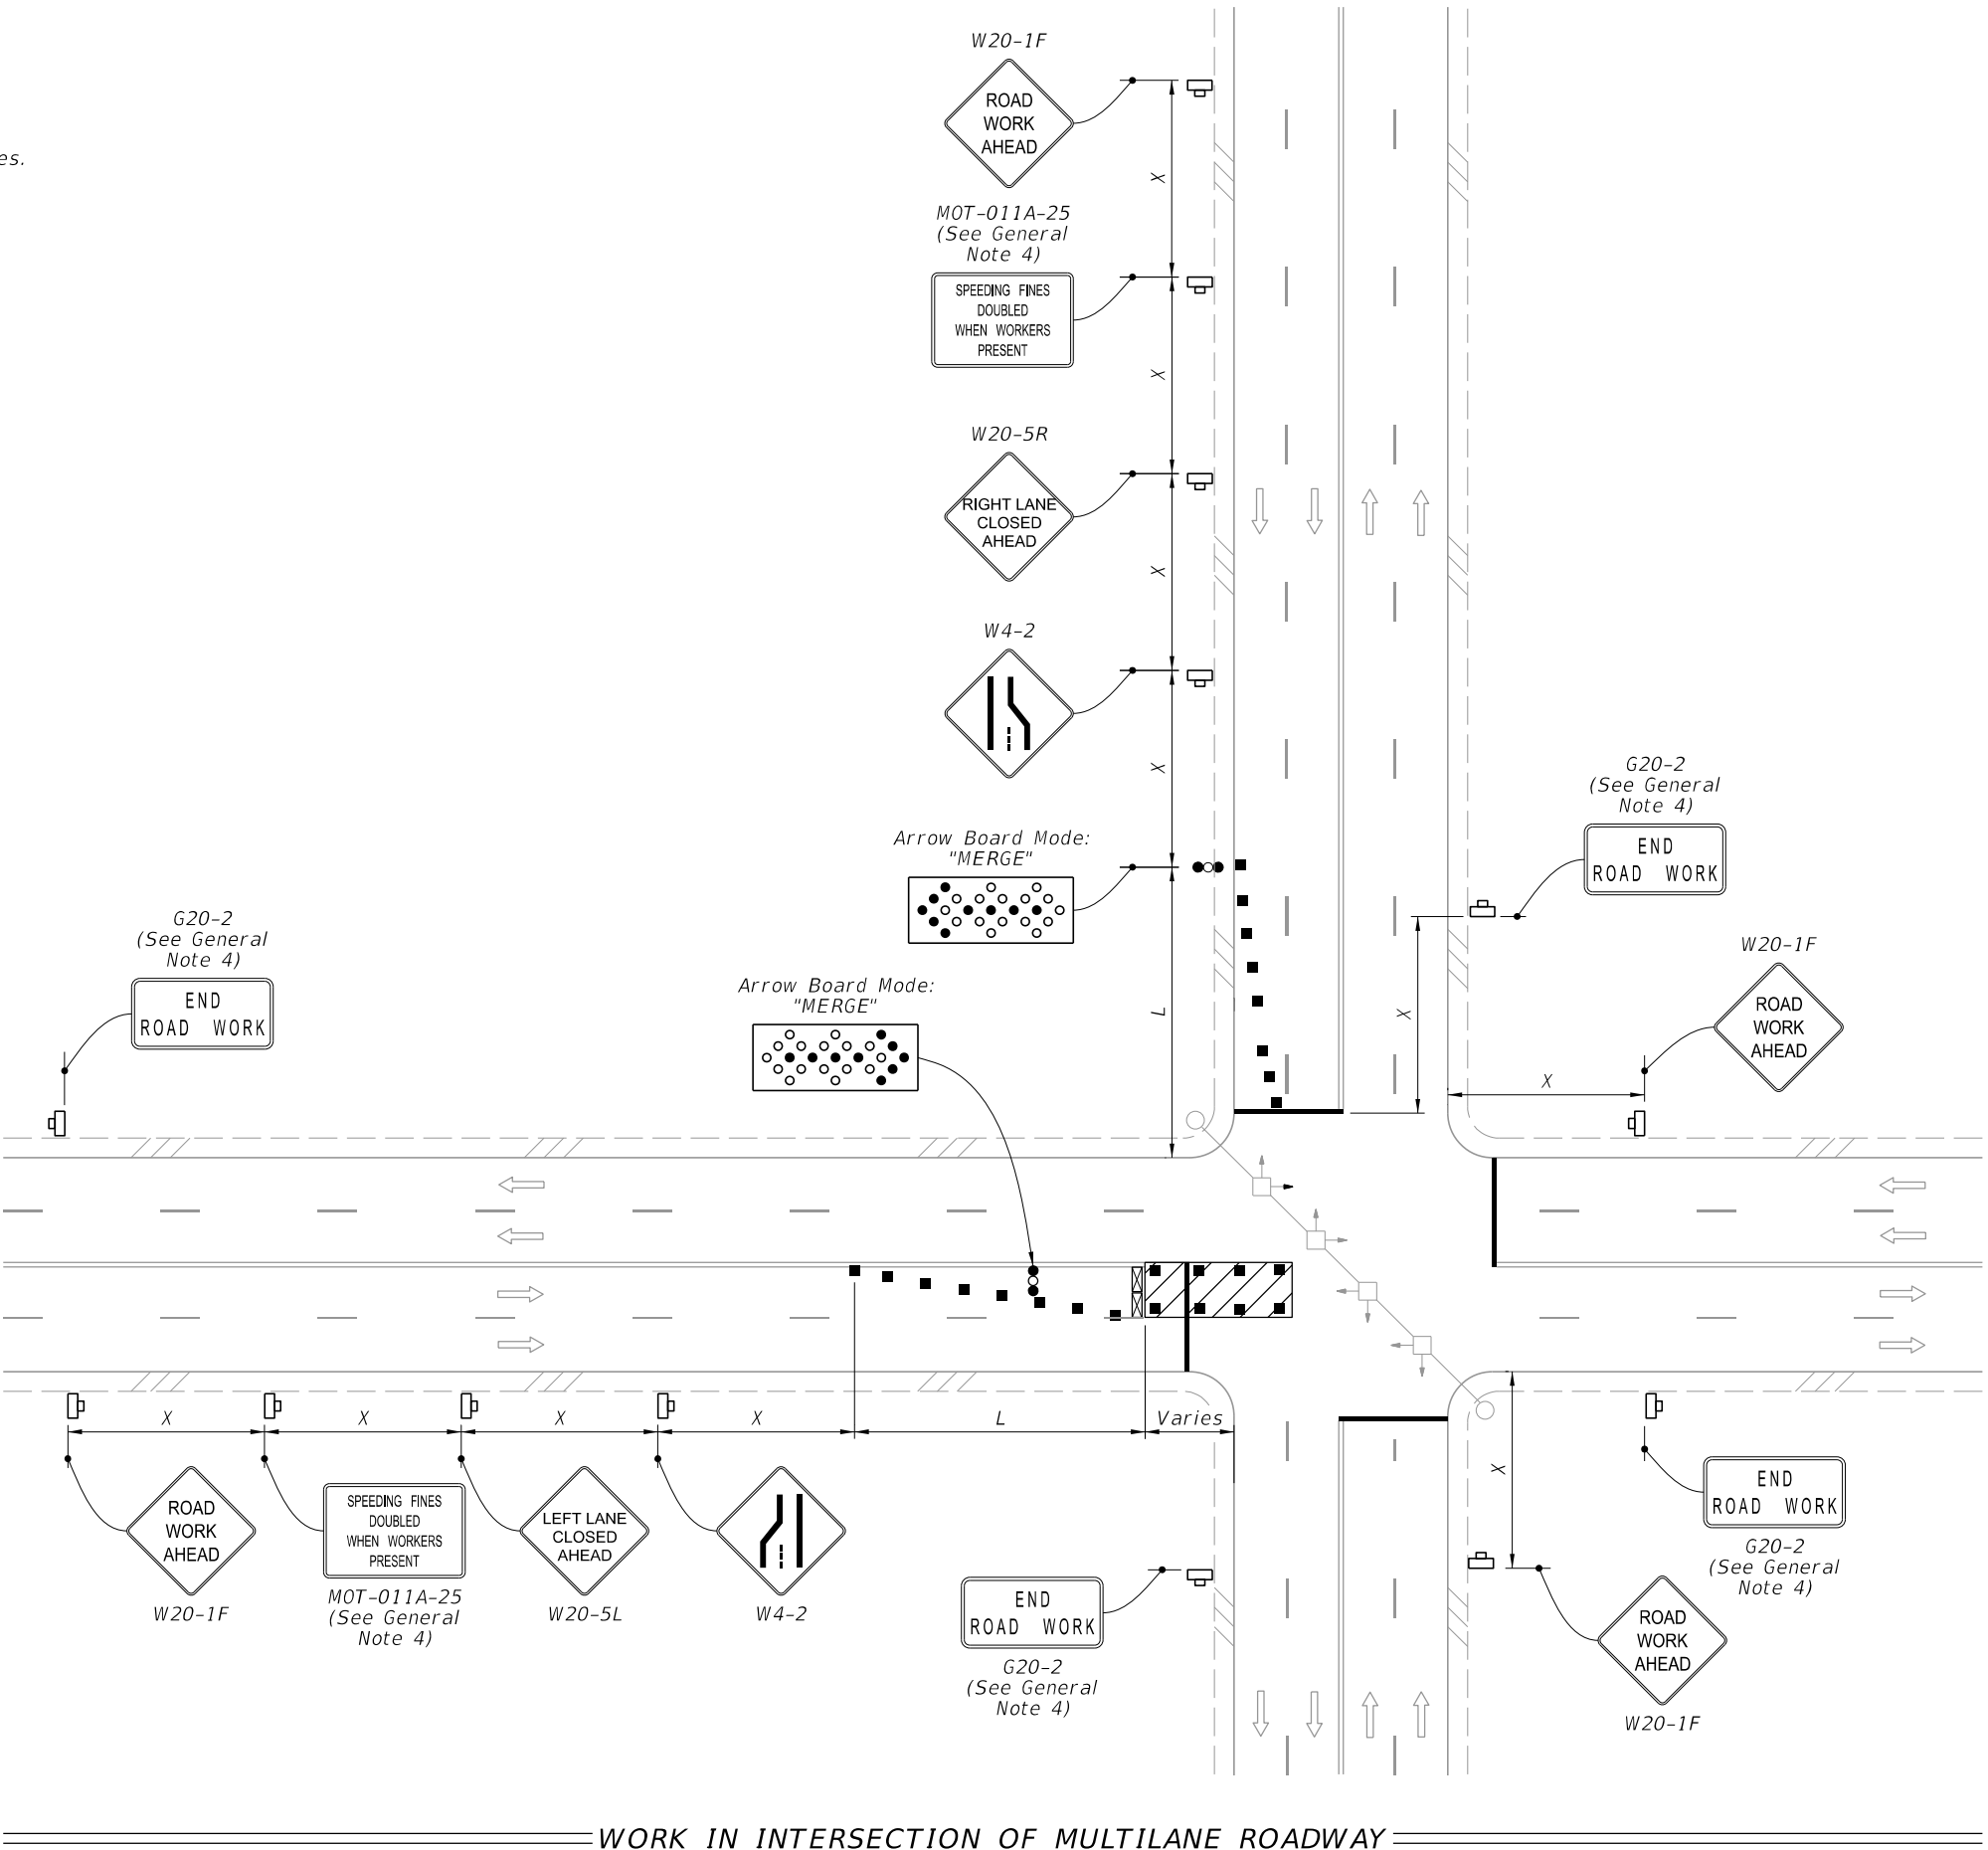 W20-1F
ROAD
WORK
AHEAD
es.
X
MOT-011A-25
(See General
Note 4)
SPEEDING FINES
DOUBLED
WHEN WORKERS
PRESENT
X
W20-5R
RIGHT LANE
CLOSED
AHEAD
X
W4-2
X
Arrow Board Mode:
"MERGE"
L
G20-2
(See General
Note 4)
END
ROAD WORK
X
W20-1F
ROAD
WORK
AHEAD
X
G20-2
(See General
Note 4)
END
ROAD WORK
Arrow Board Mode:
"MERGE"
X
X
X
X
L
Varies
ROAD
WORK
AHEAD
W20-1F
SPEEDING FINES
DOUBLED
WHEN WORKERS
PRESENT
MOT-011A-25
(See General
Note 4)
LEFT LANE
CLOSED
AHEAD
W20-5L
W4-2
END
ROAD WORK
G20-2
(See General
Note 4)
X
END
ROAD WORK
G20-2
(See General
Note 4)
ROAD
WORK
AHEAD
W20-1F
WORK IN INTERSECTION OF MULTILANE ROADWAY